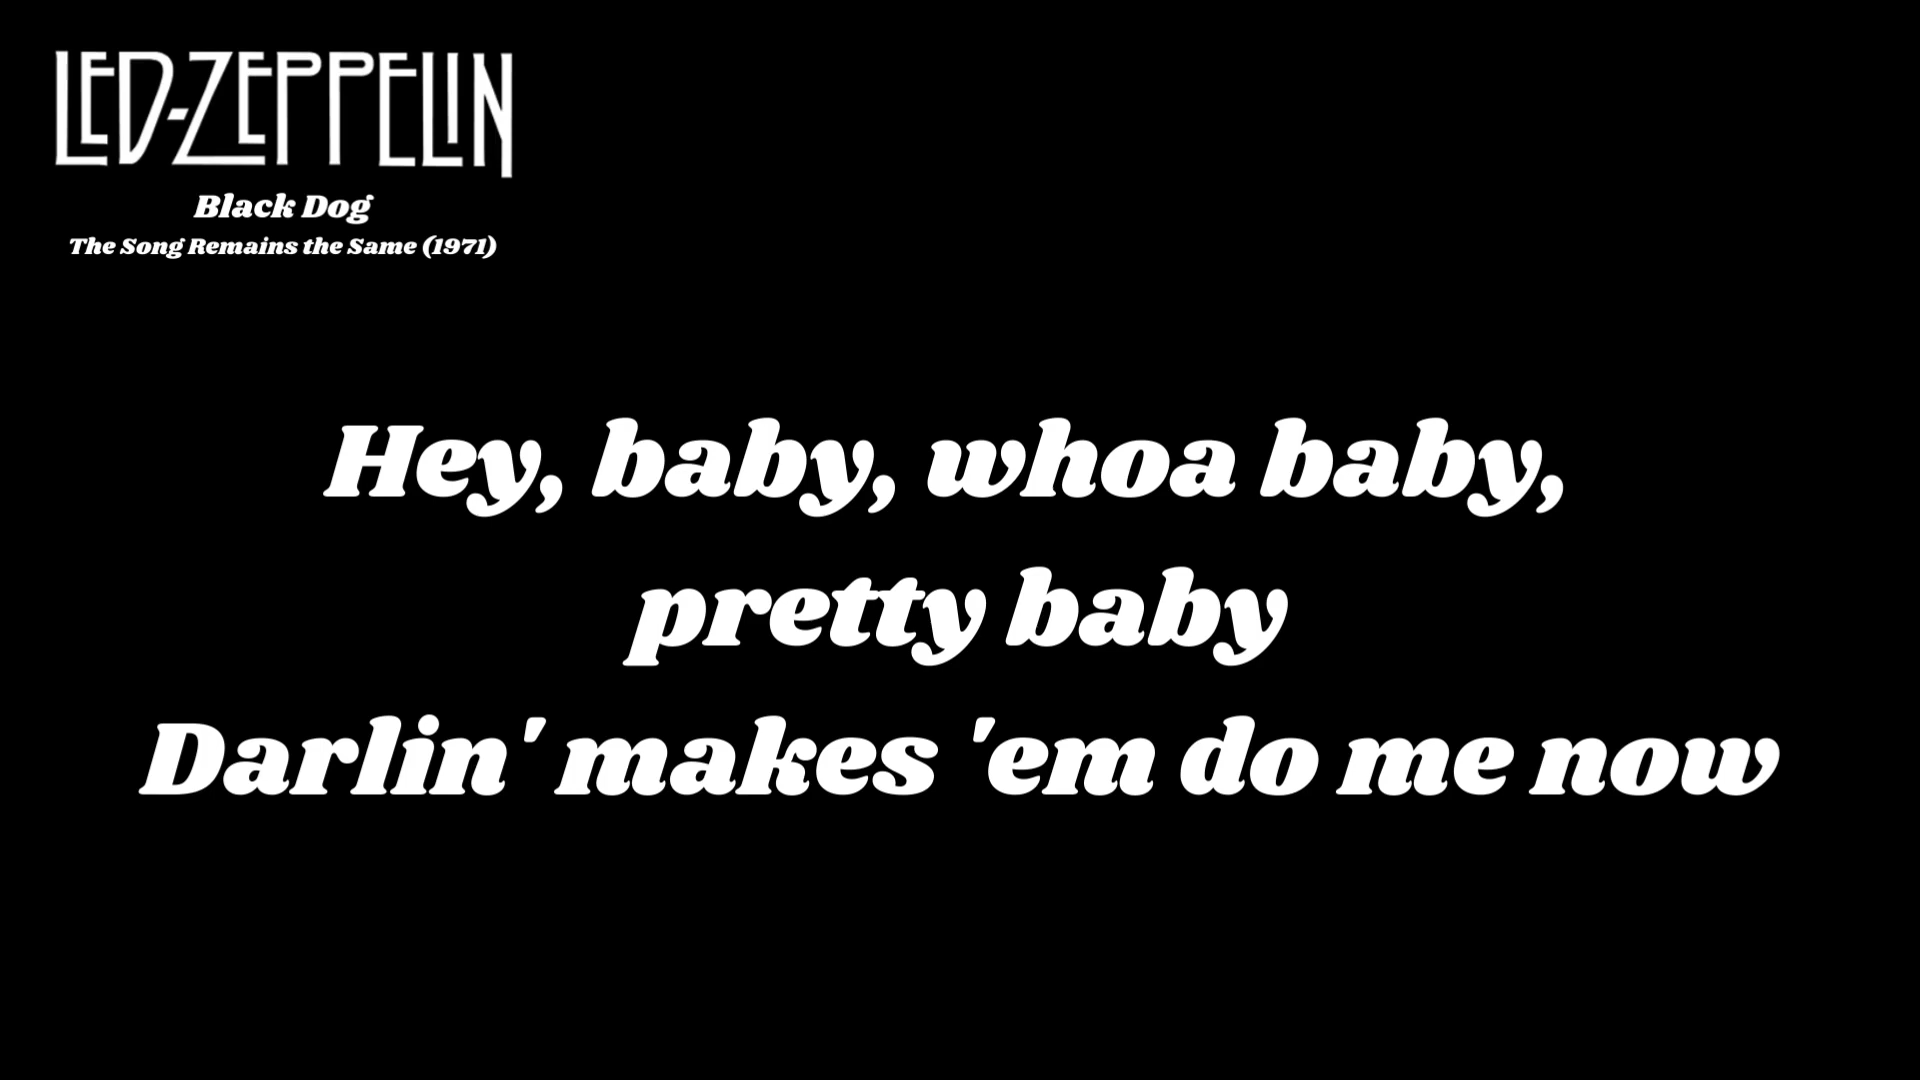 LED-ZEPPELIN
Black Dog
The Song Remains the Same (1971)
Hey, baby, whoa baby,
pretty baby
Darlin' makes 'em do me now